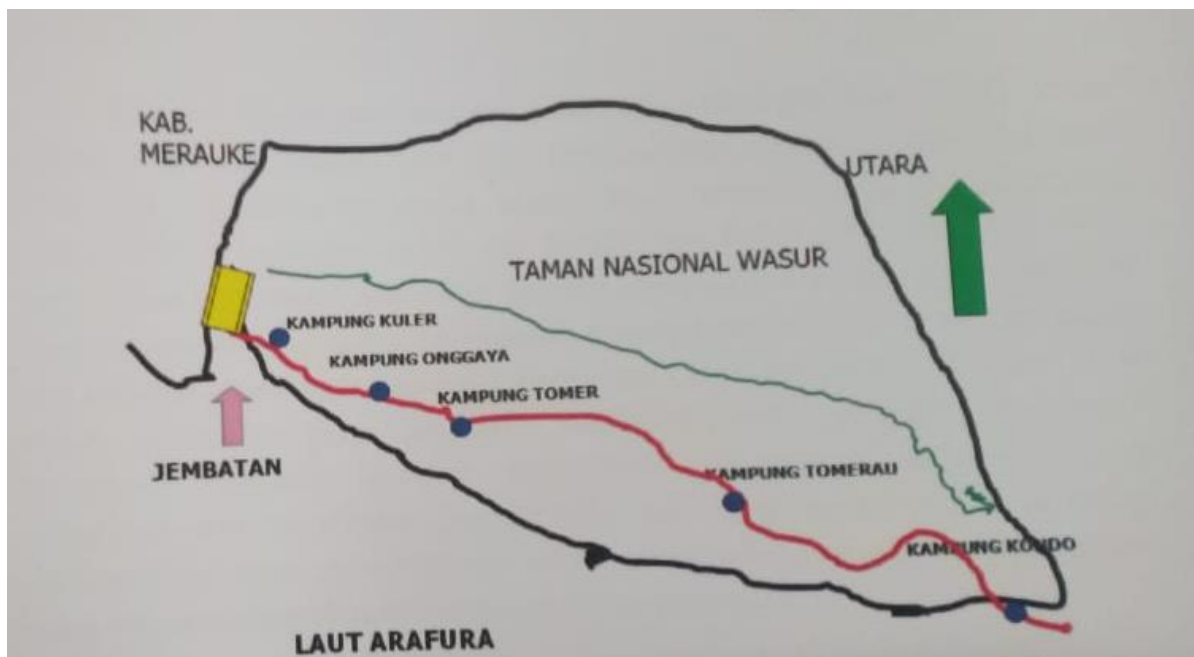 KAB.
MERAUKE
UTARA
TAMAN NASIONAL WASUR
KAMPUNG KULER
KAMPUNG ONGGAYA
KAMPUNG TOMER
JEMBATAN
KAMPUNG TOMERAU
KAMPUNG KONDO
LAUT ARAFURA